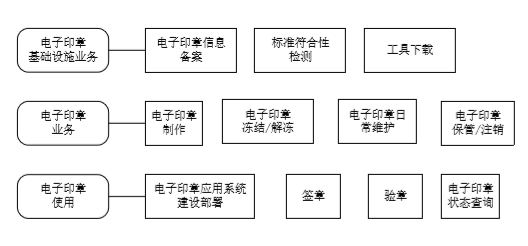 电子印章
基础设施业务
电子印章信息
备案
标准符合性
检测
工具下载
电子印章
业务
电子印章
制作
电子印章
冻结/解冻
电子印章日
常维护
电子印章
保管/注销
电子印章
使用
电子印章应用系统
建设部署
签章
验章
电子印章
状态查询